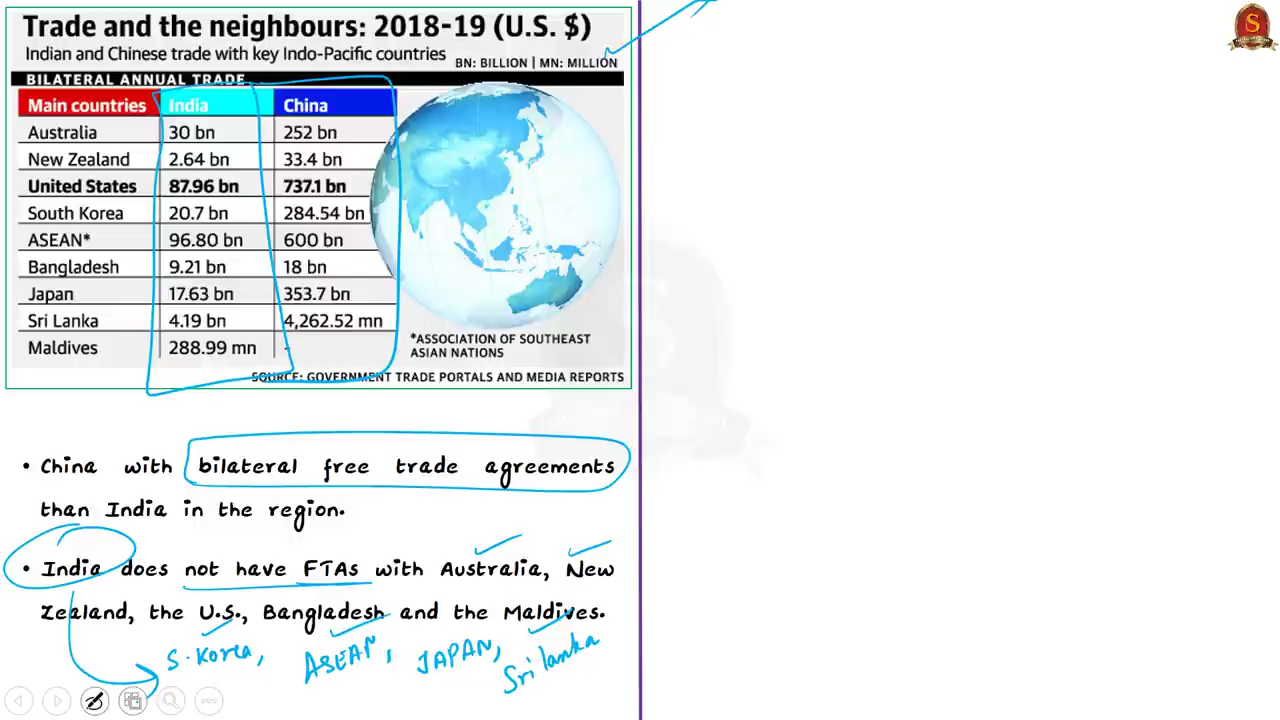 Trade and the neighbours: 2018-19 (U.S. $)
Indian and Chinese trade with key Indo-Pacific countries
BN: BILLION | MN: MILLION
BILATERAL ANNUAL TRADE
Main countries India China
Australia 30 bn 252 bn
New Zealand 2.64 bn 33.4 bn
United States 87.96 bn 737.1 bn
South Korea 20.7 bn 284.54 bn
ASEAN* 96.80 bn 600 bn
Bangladesh 9.21 bn 18 bn
Japan 17.63 bn 353.7 bn
Sri Lanka 4.19 bn 4,262.52 mn
Maldives 288.99 mn -
*ASSOCIATION OF SOUTHEAST
ASIAN NATIONS
SOURCE: GOVERNMENT TRADE PORTALS AND MEDIA REPORTS
• China with bilateral free trade agreements
than India in the region.
• India does not have FTAs with Australia, New
Zealand, the U.S., Bangladesh and the Maldives.
S. Korea, ASEAN, JAPAN, Sri lanka
S